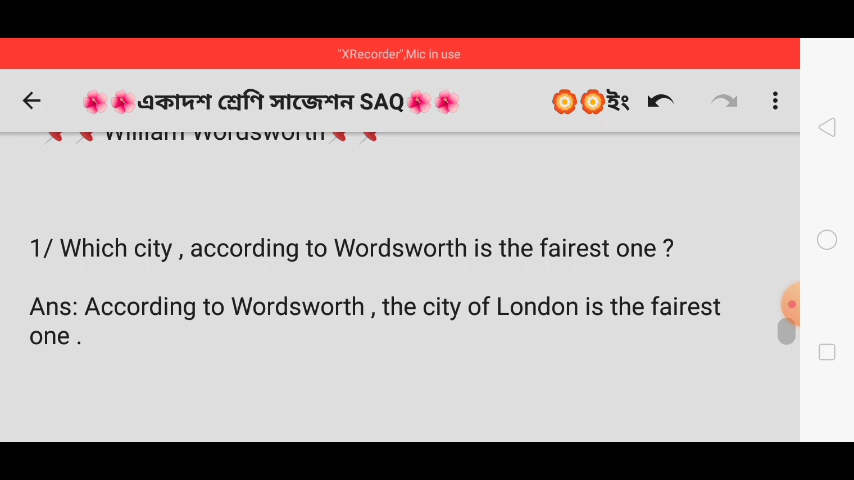 "XRecorder",Mic in use
একাদশ শ্রেণি সাজেশন SAQ
ইং
William Wordsworth
1/ Which city , according to Wordsworth is the fairest one ?
Ans: According to Wordsworth , the city of London is the fairest
one .